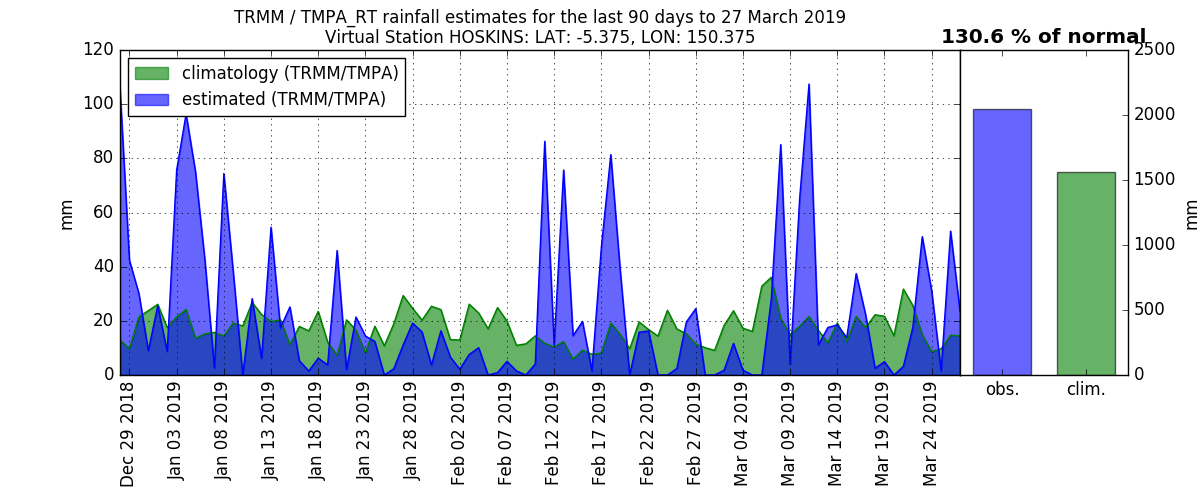 TRMM / TMPA_RT rainfall estimates for the last 90 days to 27 March 2019
Virtual Station HOSKINS: LAT: -5.375, LON: 150.375
130.6 % of normal
climatology (TRMM/TMPA)
estimated (TRMM/TMPA)
120
100
80
60
40
20
0
mm
Dec 29 2018
Jan 03 2019
Jan 08 2019
Jan 13 2019
Jan 18 2019
Jan 23 2019
Jan 28 2019
Feb 02 2019
Feb 07 2019
Feb 12 2019
Feb 17 2019
Feb 22 2019
Feb 27 2019
Mar 04 2019
Mar 09 2019
Mar 14 2019
Mar 19 2019
Mar 24 2019
obs.
clim.
2500
2000
1500
1000
500
0
mm